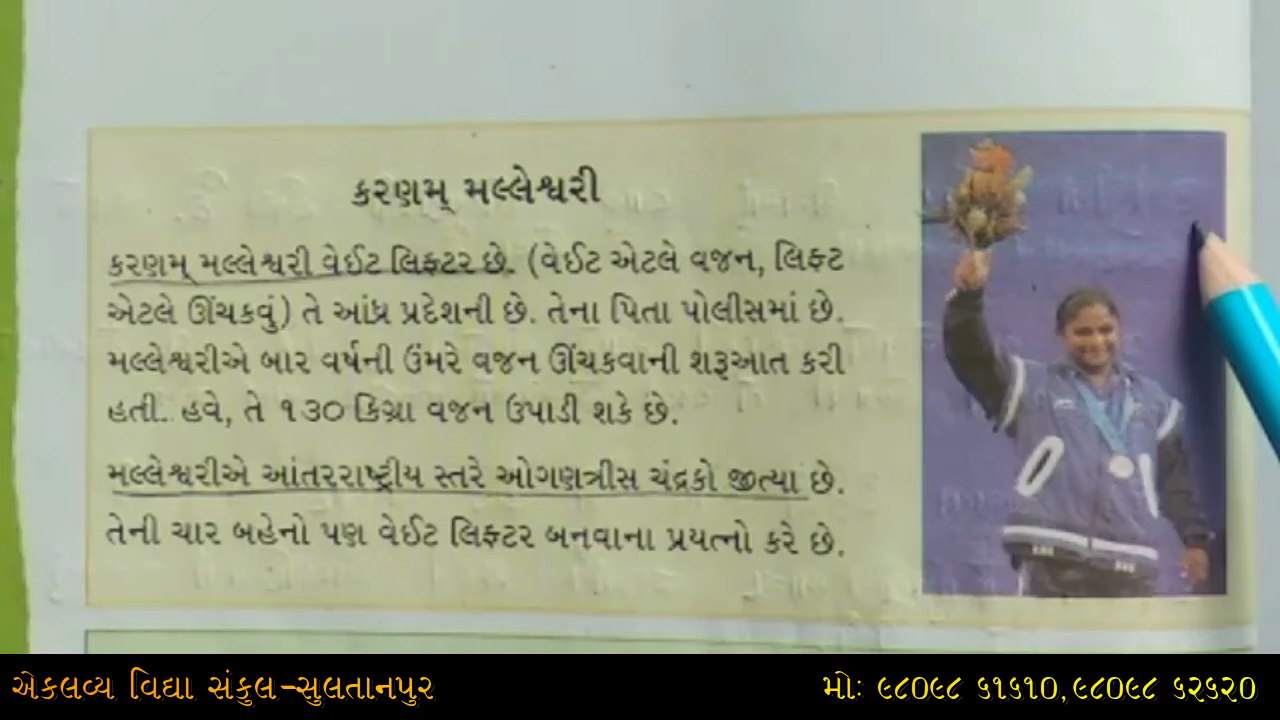 કરણમ્ મલ્લેશ્વરી
કરણમ્ મલ્લેશ્વરી વેઈટ લિફ્ટર છે. (વેઈટ એટલે વજન, લિફ્ટ
એટલે ઊંચકવું) તે આંધ્ર પ્રદેશની છે. તેના પિતા પોલીસમાં છે.
મલ્લેશ્વરીએ બાર વર્ષની ઉંમરે વજન ઊંચકવાની શરૂઆત કરી
હતી.. હવે, તે ૧૩૦ કિગ્રા વજન ઉપાડી શકે છે.
મલ્લેશ્વરીએ આંતરરાષ્ટ્રીય સ્તરે ઓગણત્રીસ ચંદ્રકો જીત્યા છે.
તેની ચાર બહેનો પણ વેઈટ લિફ્ટર બનવાના પ્રયત્નો કરે છે.
એકલવ્ય વિદ્યા સંકુલ-સુલતાનપુર
મોઃ ૯૮૦૯૮ ૬૧૬૧૦,૯૮૦૯૮ ૬૨૬૨૦